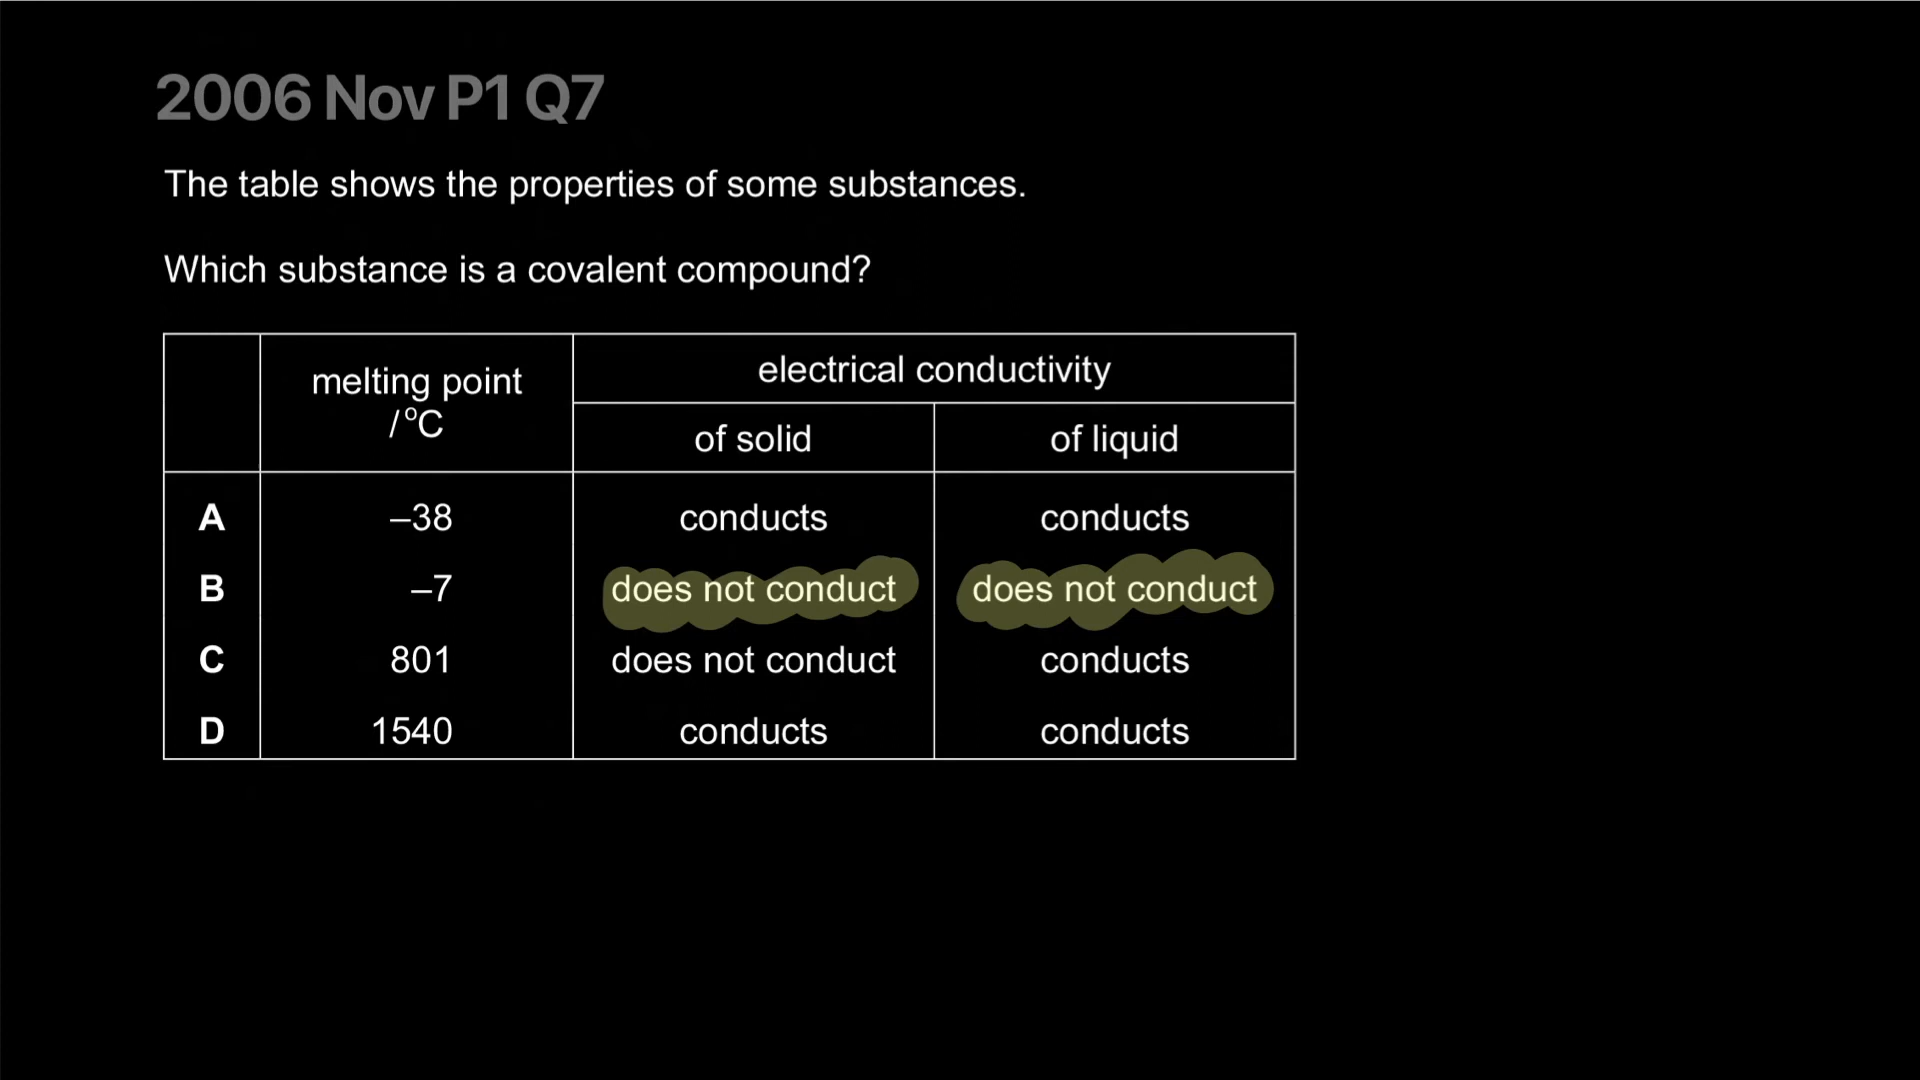 2006 Nov P1 Q7
The table shows the properties of some substances.
Which substance is a covalent compound?
melting point
/°C
electrical conductivity
of solid of liquid
A –38 conducts conducts
B –7 does not conduct does not conduct
C 801 does not conduct conducts
D 1540 conducts conducts